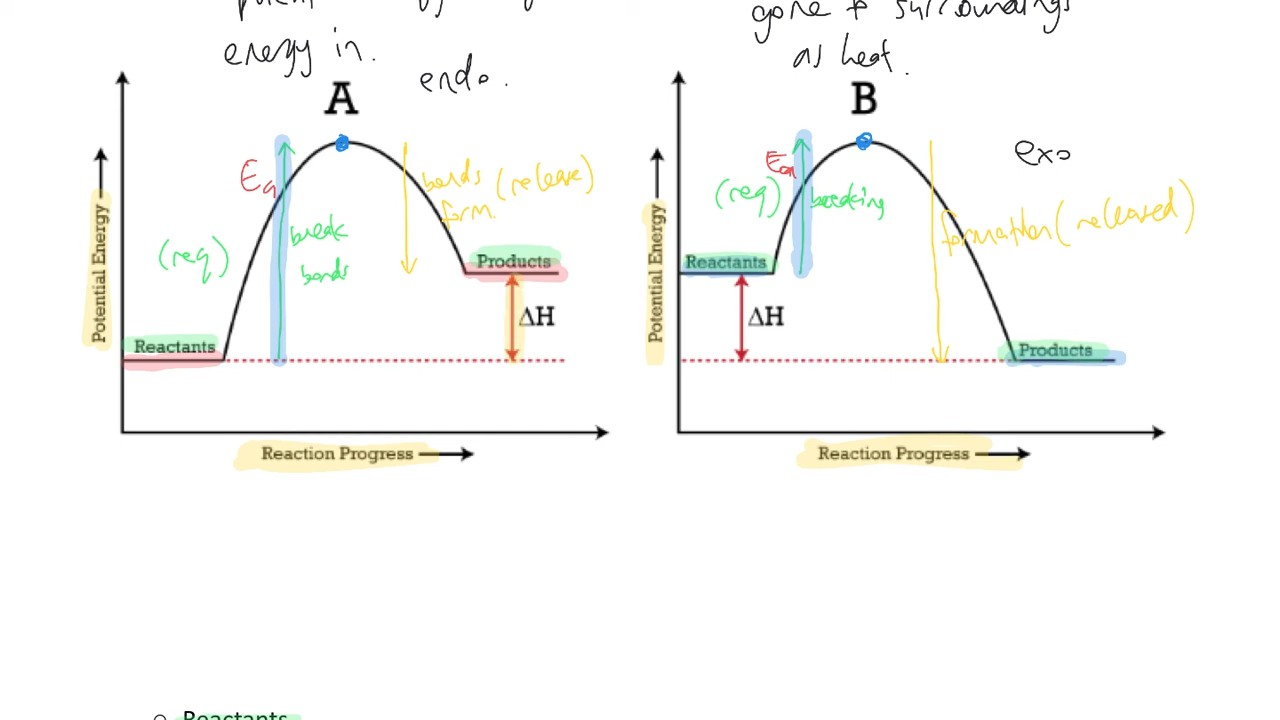 energy in.
endo.
gone to surroundings
as heat.
A
Ea
bonds (release)
form.
(req)
break
bonds
Products
ΔH
Reactants
Potential Energy
Reaction Progress
B
exo
Ea
(req)
breaking
formation (released)
Reactants
ΔH
Products
Potential Energy
Reaction Progress
Reactants